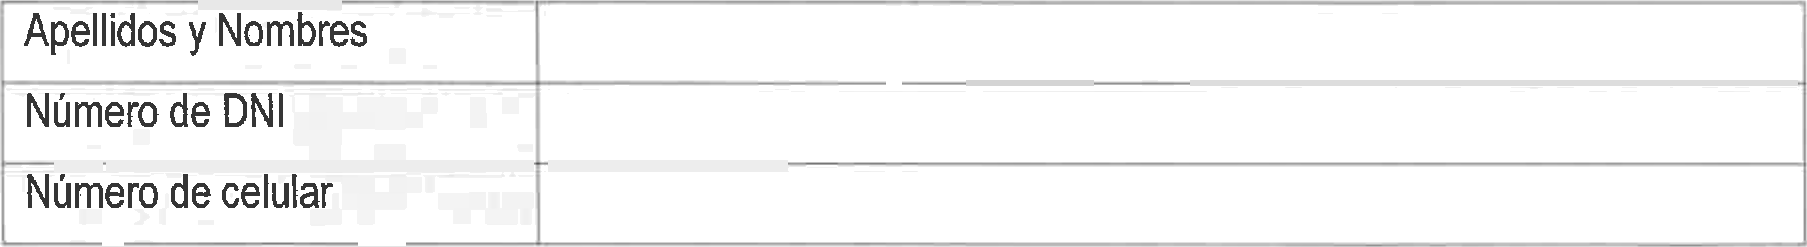 Apellidos y Nombres
Número de DNI
Número de celular